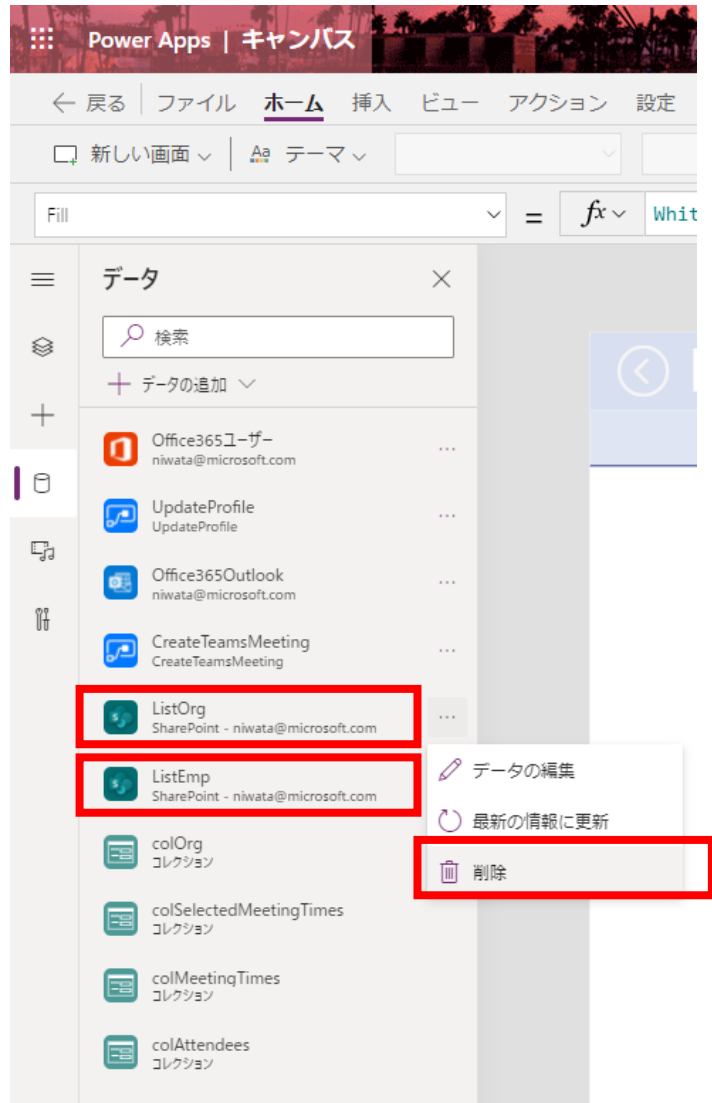 Power Apps | キャンバス
← 戻る ファイル ホーム 挿入 ビュー アクション 設定
新しい画面 テーマ
Fill = fx Whit
データ
検索
データの追加
Office365ユーザー
niwata@microsoft.com
UpdateProfile
UpdateProfile
Office365Outlook
niwata@microsoft.com
CreateTeamsMeeting
CreateTeamsMeeting
ListOrg
SharePoint - niwata@microsoft.com
ListEmp
SharePoint - niwata@microsoft.com
データの編集
最新の情報に更新
削除
colOrg
コレクション
colSelectedMeetingTimes
コレクション
colMeetingTimes
コレクション
colAttendees
コレクション